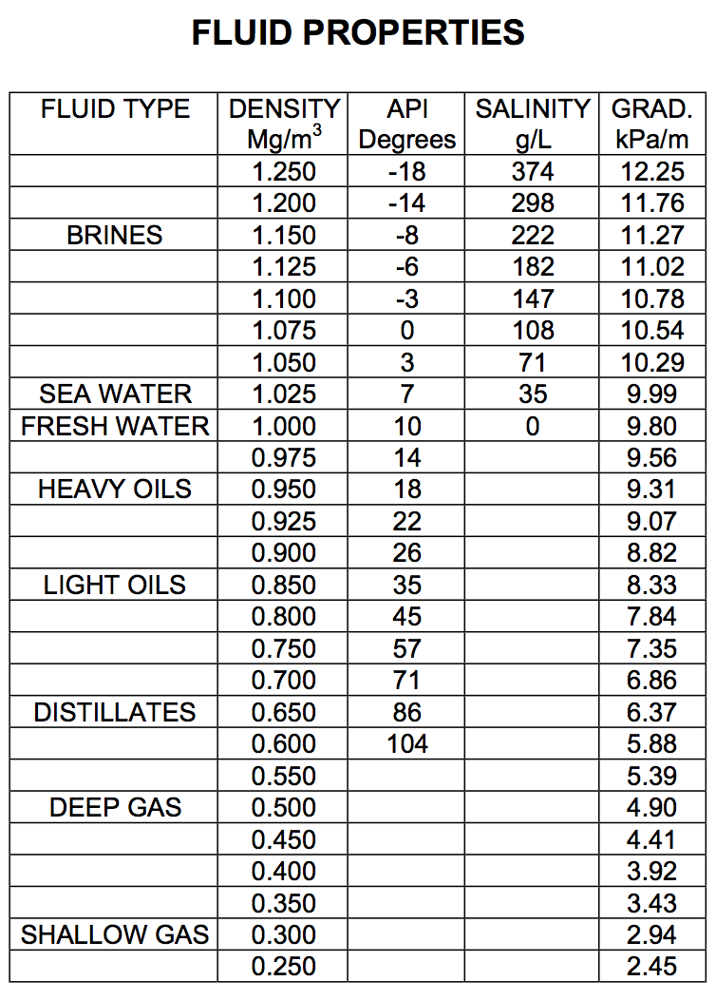 FLUID PROPERTIES
FLUID TYPE DENSITY API SALINITY GRAD.
Mg/m³ Degrees g/L kPa/m
1.250 -18 374 12.25
1.200 -14 298 11.76
BRINES 1.150 -8 222 11.27
1.125 -6 182 11.02
1.100 -3 147 10.78
1.075 0 108 10.54
1.050 3 71 10.29
SEA WATER 1.025 7 35 9.99
FRESH WATER 1.000 10 0 9.80
0.975 14 9.56
HEAVY OILS 0.950 18 9.31
0.925 22 9.07
0.900 26 8.82
LIGHT OILS 0.850 35 8.33
0.800 45 7.84
0.750 57 7.35
0.700 71 6.86
DISTILLATES 0.650 86 6.37
0.600 104 5.88
0.550 5.39
DEEP GAS 0.500 4.90
0.450 4.41
0.400 3.92
0.350 3.43
SHALLOW GAS 0.300 2.94
0.250 2.45